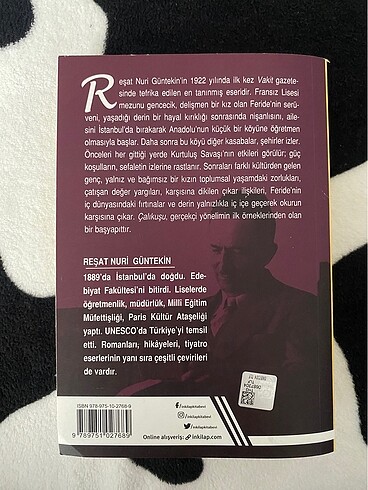 Reşat Nuri Güntekin'in 1922 yılında ilk kez Vakit gazete-
sinde tefrika edilen en tanınmış eseridir. Fransız Lisesi
mezunu gencecik, delişmen bir kız olan Feride'nin serü-
veni, yaşadığı derin bir hayal kırıklığı sonrasında nişanlısını, aile-
sini İstanbul'da bırakarak Anadolu'nun küçük bir köyüne öğretmen
olmasıyla başlar. Daha sonra bu köyü diğer kasabalar, şehirler izler.
Önceleri her gittiği yerde Kurtuluş Savaşı'nın etkileri görülür; güç
koşulların, sefaletin izlerine rastlanır. Sonraları farklı kültürden gelen
genç, yalnız ve bağımsız bir kızın toplumsal yaşamdaki zorlukları,
çatışan değer yargıları, karşısına dikilen çıkar ilişkileri, Feride'nin
iç dünyasındaki fırtınalar ve derin yalnızlıkla iç içe geçerek okurun
karşısına çıkar. Çalıkuşu, gerçekçi yönelimin ilk örneklerinden olan
bir başyapıttır.
REŞAT NURİ GÜNTEKİN
1889'da İstanbul'da doğdu. Ede-
biyat Fakültesi'ni bitirdi. Liselerde
öğretmenlik, müdürlük, Milli Eğitim
Müfettişliği, Paris Kültür Ataşeliği
yaptı. UNESCO'da Türkiye'yi temsil
etti. Romanları, hikâyeleri, tiyatro
eserlerinin yanı sıra çeşitli çevirileri
de vardır.
ISBN 978-975-10-2768-9
9 789751 027689
/inkilapkitabevi
/inkilapkitabevi
/inkilapkitabevi
Online alışveriş: inkilap.com